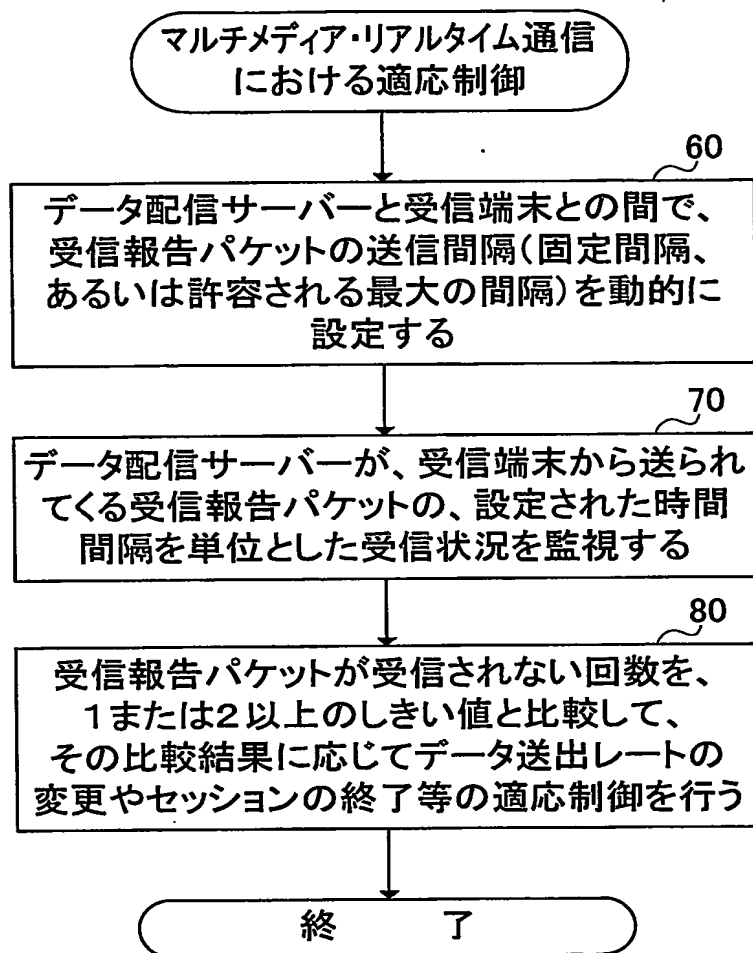 マルチメディア・リアルタイム通信
における適応制御
60
データ配信サーバーと受信端末との間で、
受信報告パケットの送信間隔(固定間隔、
あるいは許容される最大の間隔)を動的に
設定する
70
データ配信サーバーが、受信端末から送られ
てくる受信報告パケットの、設定された時間
間隔を単位とした受信状況を監視する
80
受信報告パケットが受信されない回数を、
1または2以上のしきい値と比較して、
その比較結果に応じてデータ送出レートの
変更やセッションの終了等の適応制御を行う
終 了